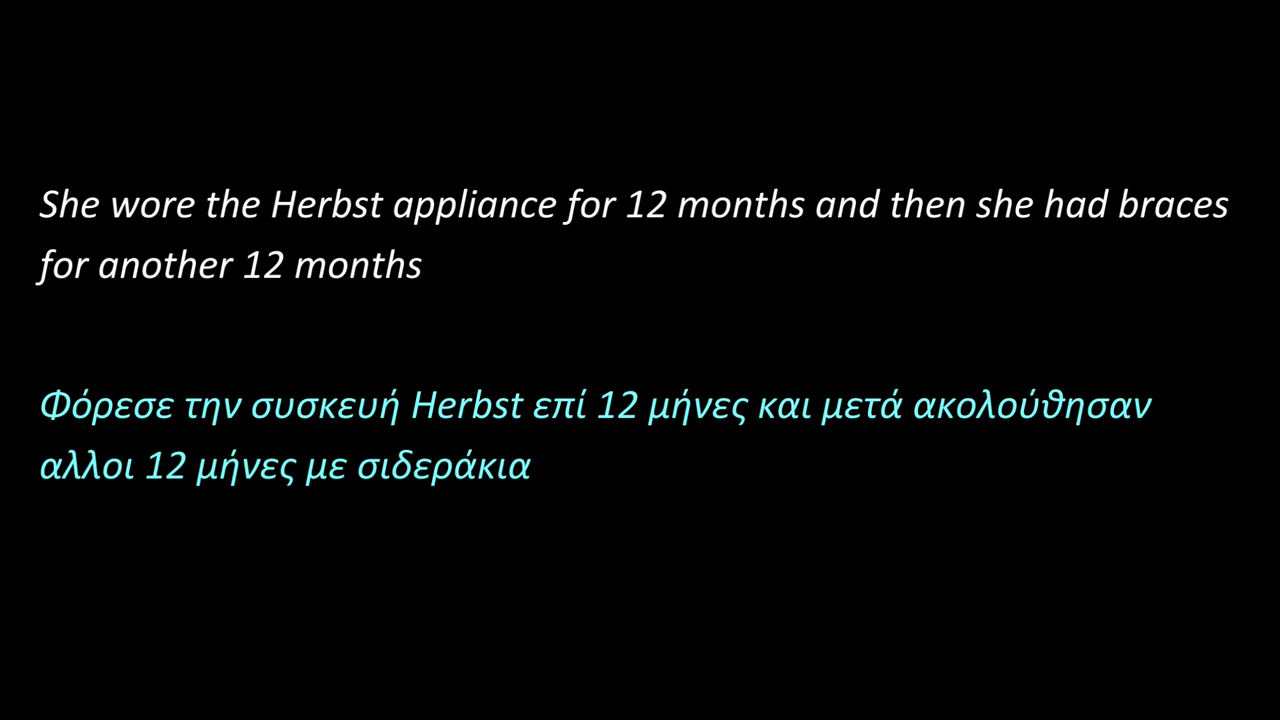 She wore the Herbst appliance for 12 months and then she had braces
for another 12 months
Φόρεσε την συσκευή Herbst επί 12 μήνες και μετά ακολούθησαν
αλλοι 12 μήνες με σιδεράκια